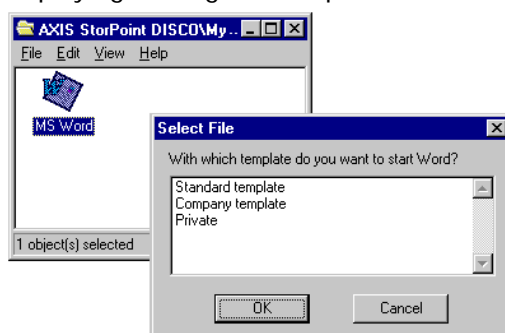 AXIS StorPoint DISCO\My..
File Edit View Help
MS Word
1 object(s) selected
Select File
With which template do you want to start Word?
Standard template
Company template
Private
OK Cancel